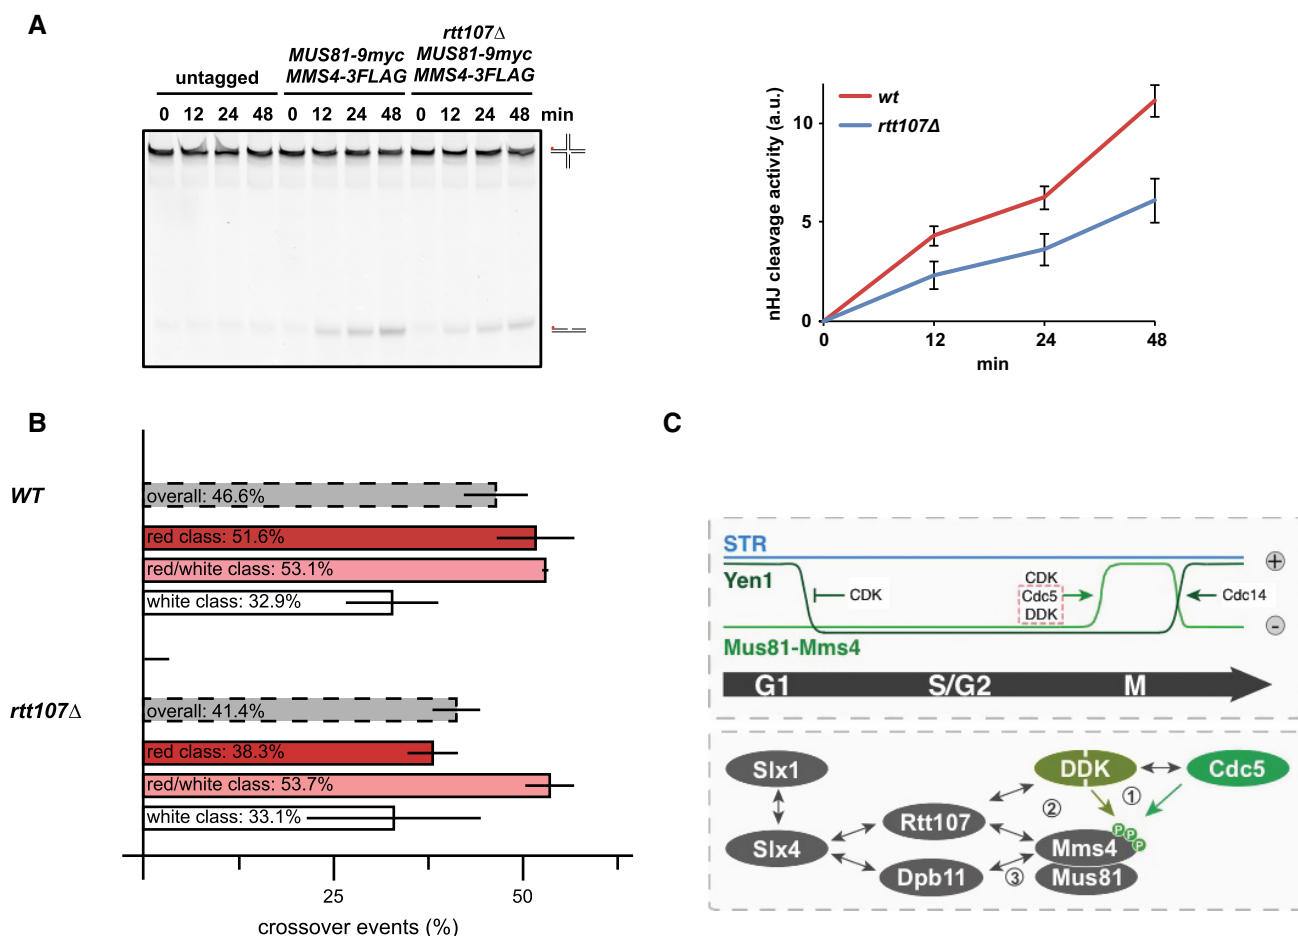 A
untagged
MUS81-9myc
MMS4-3FLAG
rtt107Δ
MUS81-9myc
MMS4-3FLAG
0 12 24 48 0 12 24 48 0 12 24 48 min
nHJ cleavage activity (a.u.)
10
5
0
wt
rtt107Δ
0 12 24 48
min
B
WT
overall: 46.6%
red class: 51.6%
red/white class: 53.1%
white class: 32.9%
rtt107Δ
overall: 41.4%
red class: 38.3%
red/white class: 53.7%
white class: 33.1%
25 50
crossover events (%)
C
STR
Yen1
CDK
CDK
Cdc5
DDK
Cdc14
+
-
Mus81-Mms4
G1 S/G2 M
Slx1
DDK
Cdc5
1
2
Rtt107
P
P
P
Slx4
Mms4
Dpb11
3
Mus81